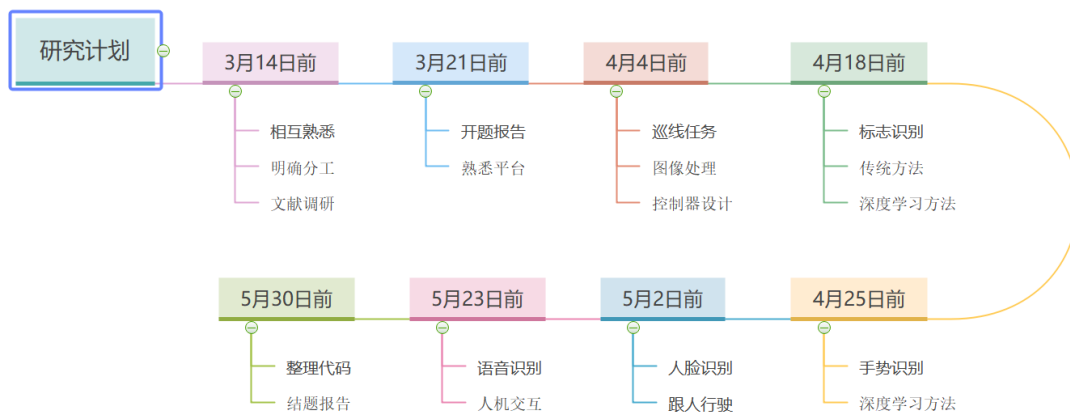 研究计划
3月14日前
相互熟悉
明确分工
文献调研
3月21日前
开题报告
熟悉平台
4月4日前
巡线任务
图像处理
控制器设计
4月18日前
标志识别
传统方法
深度学习方法
4月25日前
手势识别
深度学习方法
5月2日前
人脸识别
跟人行驶
5月23日前
语音识别
人机交互
5月30日前
整理代码
结题报告